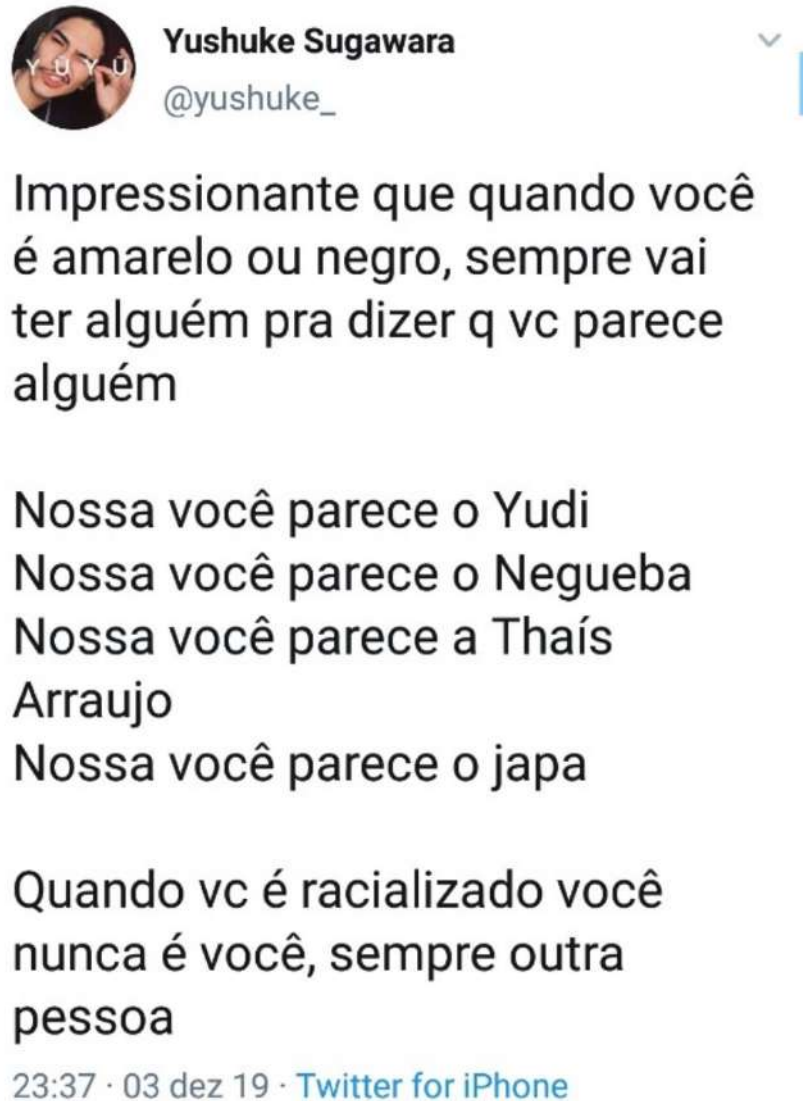 Y U Y U
Yushuke Sugawara
@yushuke_
Impressionante que quando você
é amarelo ou negro, sempre vai
ter alguém pra dizer q vc parece
alguém
Nossa você parece o Yudi
Nossa você parece o Negueba
Nossa você parece a Thaís
Arraujo
Nossa você parece o japa
Quando vc é racializado você
nunca é você, sempre outra
pessoa
23:37 · 03 dez 19 · Twitter for iPhone